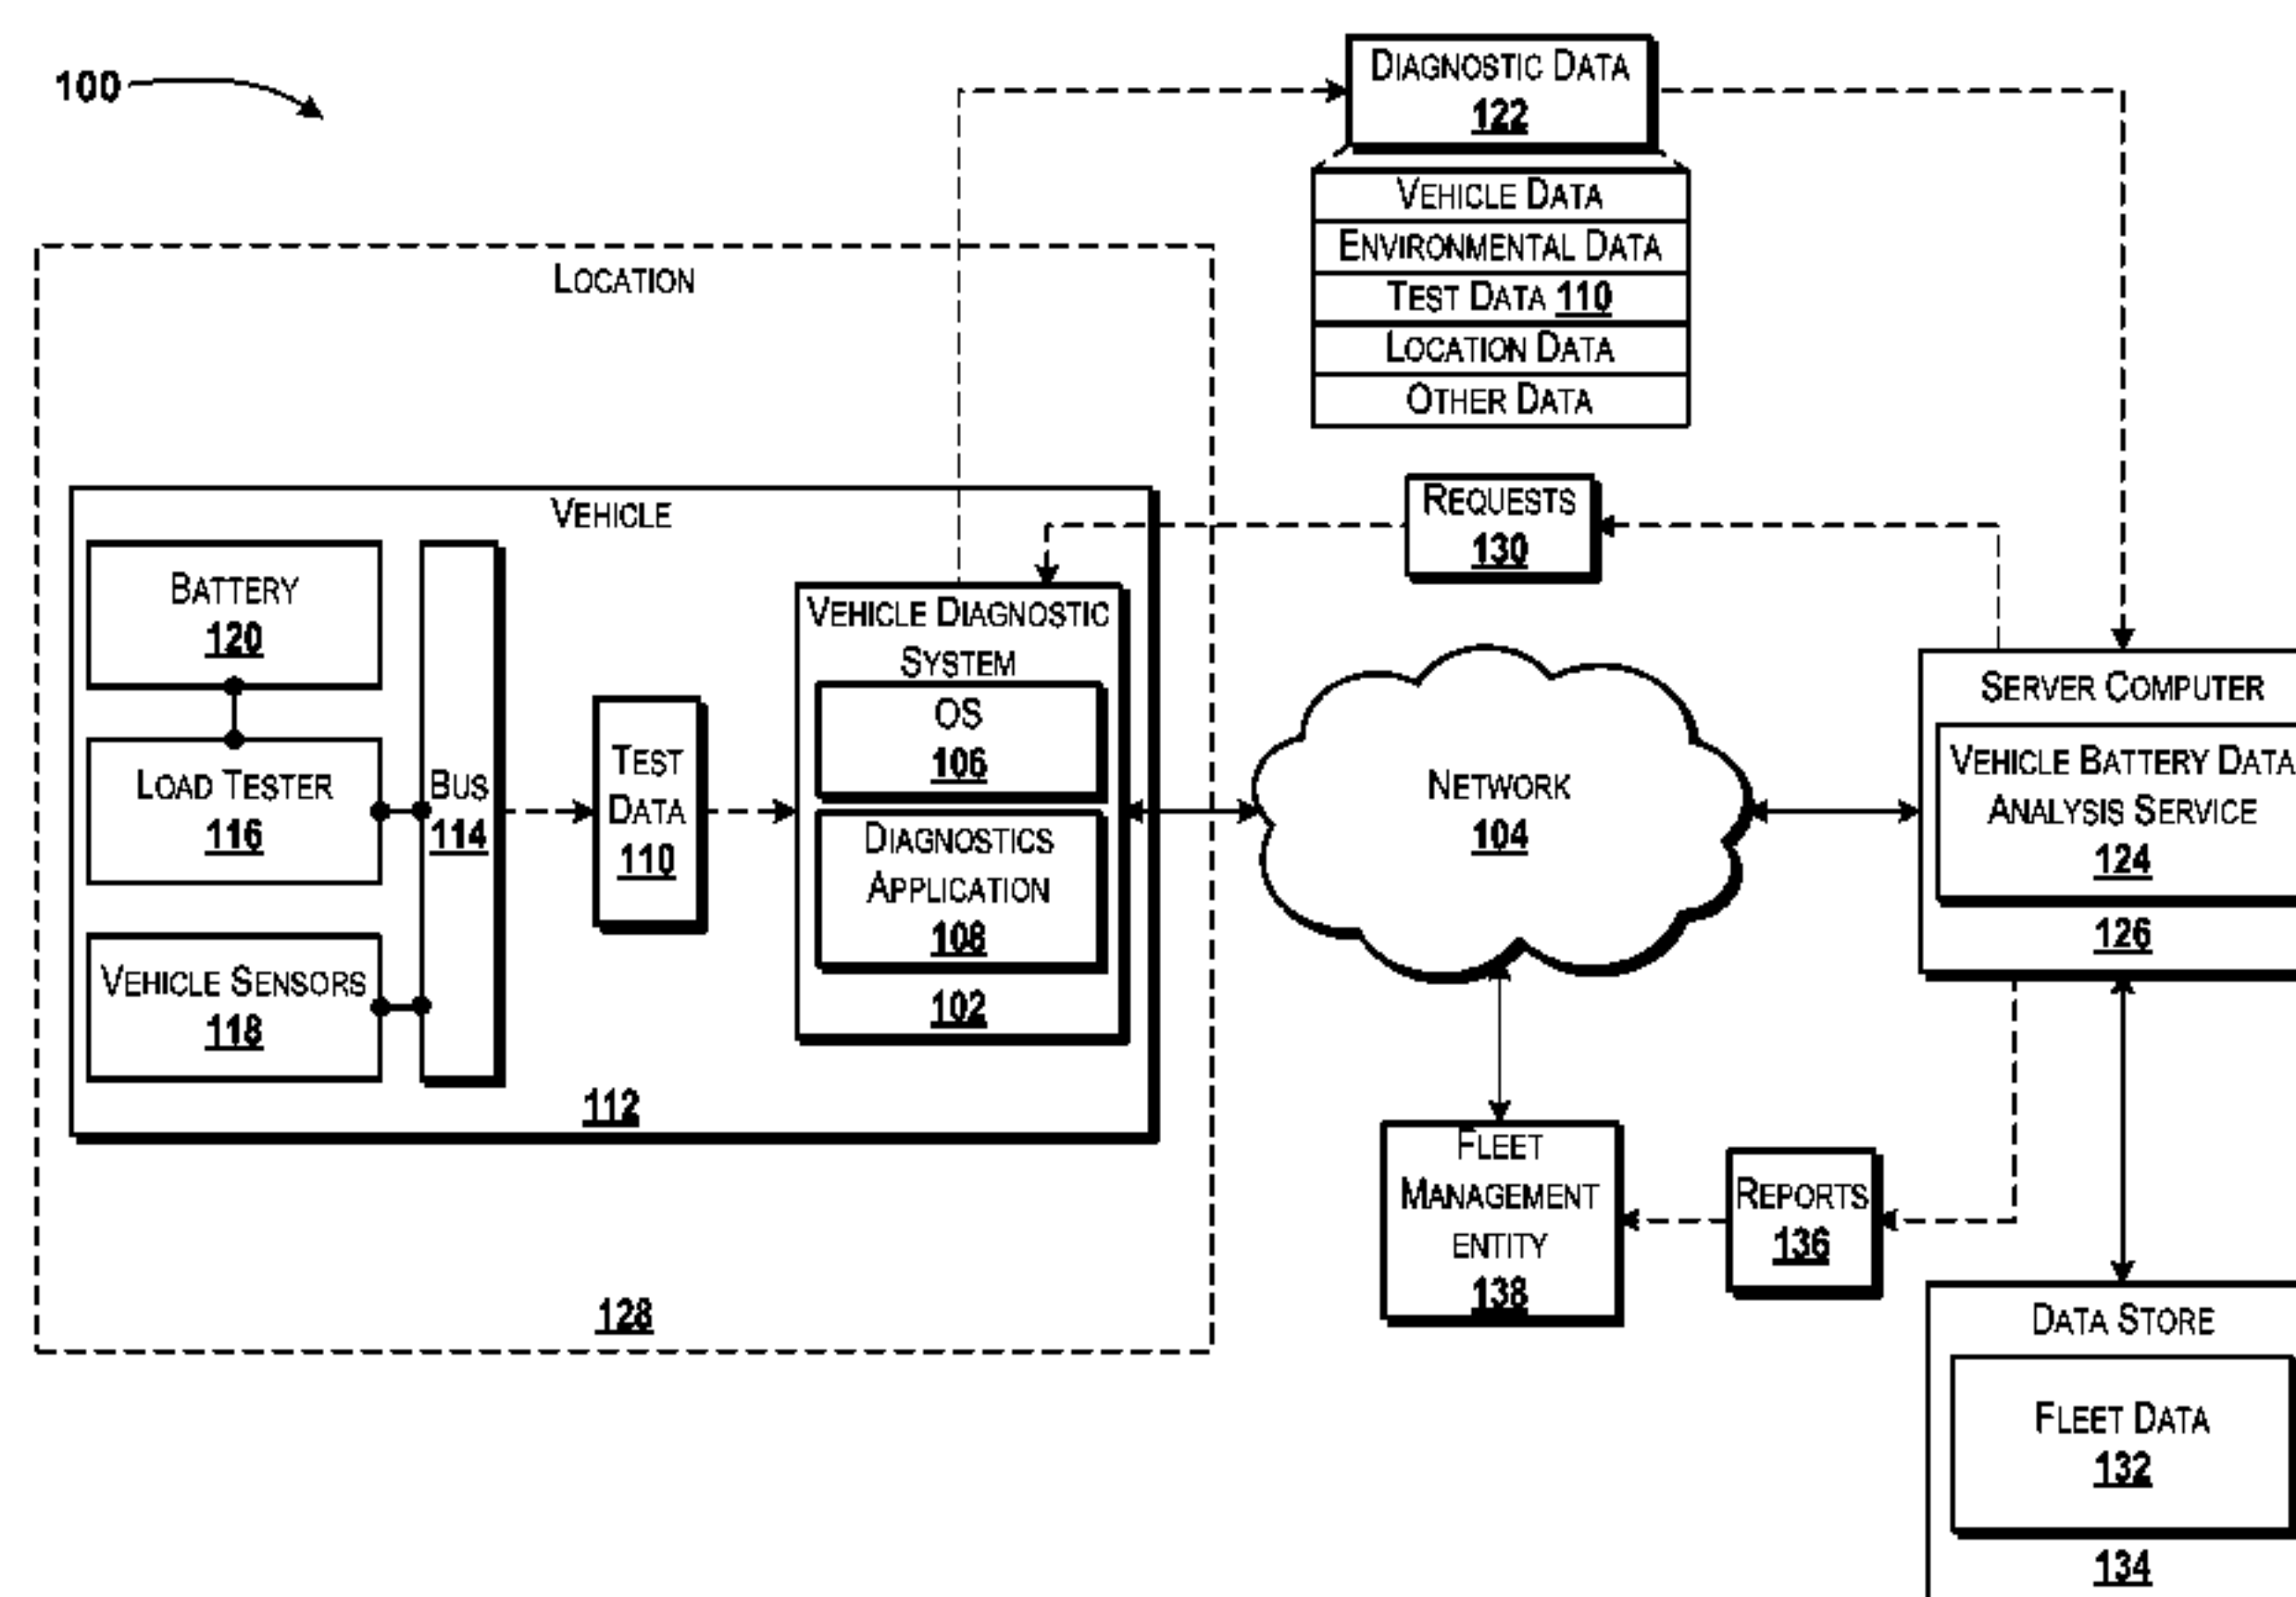 100
DIAGNOSTIC DATA
122
VEHICLE DATA
ENVIRONMENTAL DATA
TEST DATA 110
LOCATION DATA
OTHER DATA
LOCATION
VEHICLE
BATTERY
120
LOAD TESTER
116
VEHICLE SENSORS
118
BUS
114
TEST
DATA
110
VEHICLE DIAGNOSTIC
SYSTEM
OS
106
DIAGNOSTICS
APPLICATION
108
102
112
128
REQUESTS
130
NETWORK
104
SERVER COMPUTER
VEHICLE BATTERY DATA
ANALYSIS SERVICE
124
126
FLEET
MANAGEMENT
ENTITY
138
REPORTS
136
DATA STORE
FLEET DATA
132
134